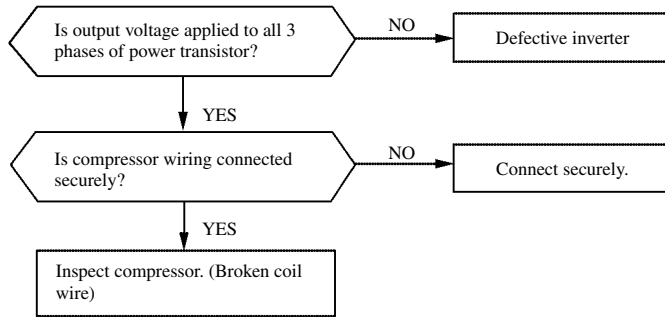 Is output voltage applied to all 3
phases of power transistor?
NO
Defective inverter
YES
Is compressor wiring connected
securely?
NO
Connect securely.
YES
Inspect compressor. (Broken coil
wire)